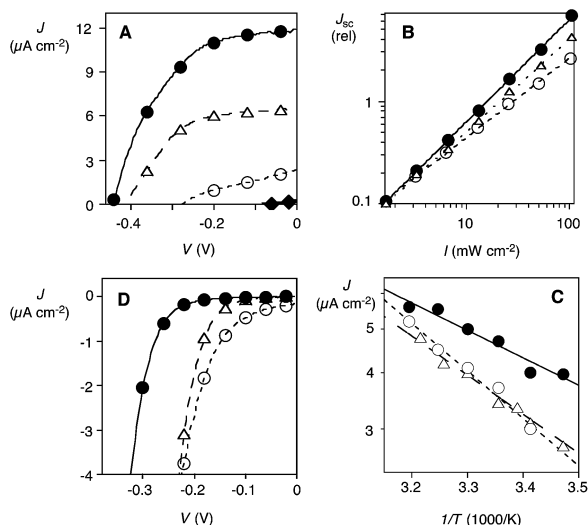 J
(µA cm-2)
A
12
9
6
3
0
-0.4
-0.2
0
V (V)
Jsc
(rel)
B
1
0.1
10
100
I (mW cm-2)
J
(µA cm-2)
D
0
-1
-2
-3
-4
-0.3
-0.2
-0.1
0
V (V)
J
(µA cm-2)
C
5
4
3
3.2
3.3
3.4
3.5
1/T (1000/K)